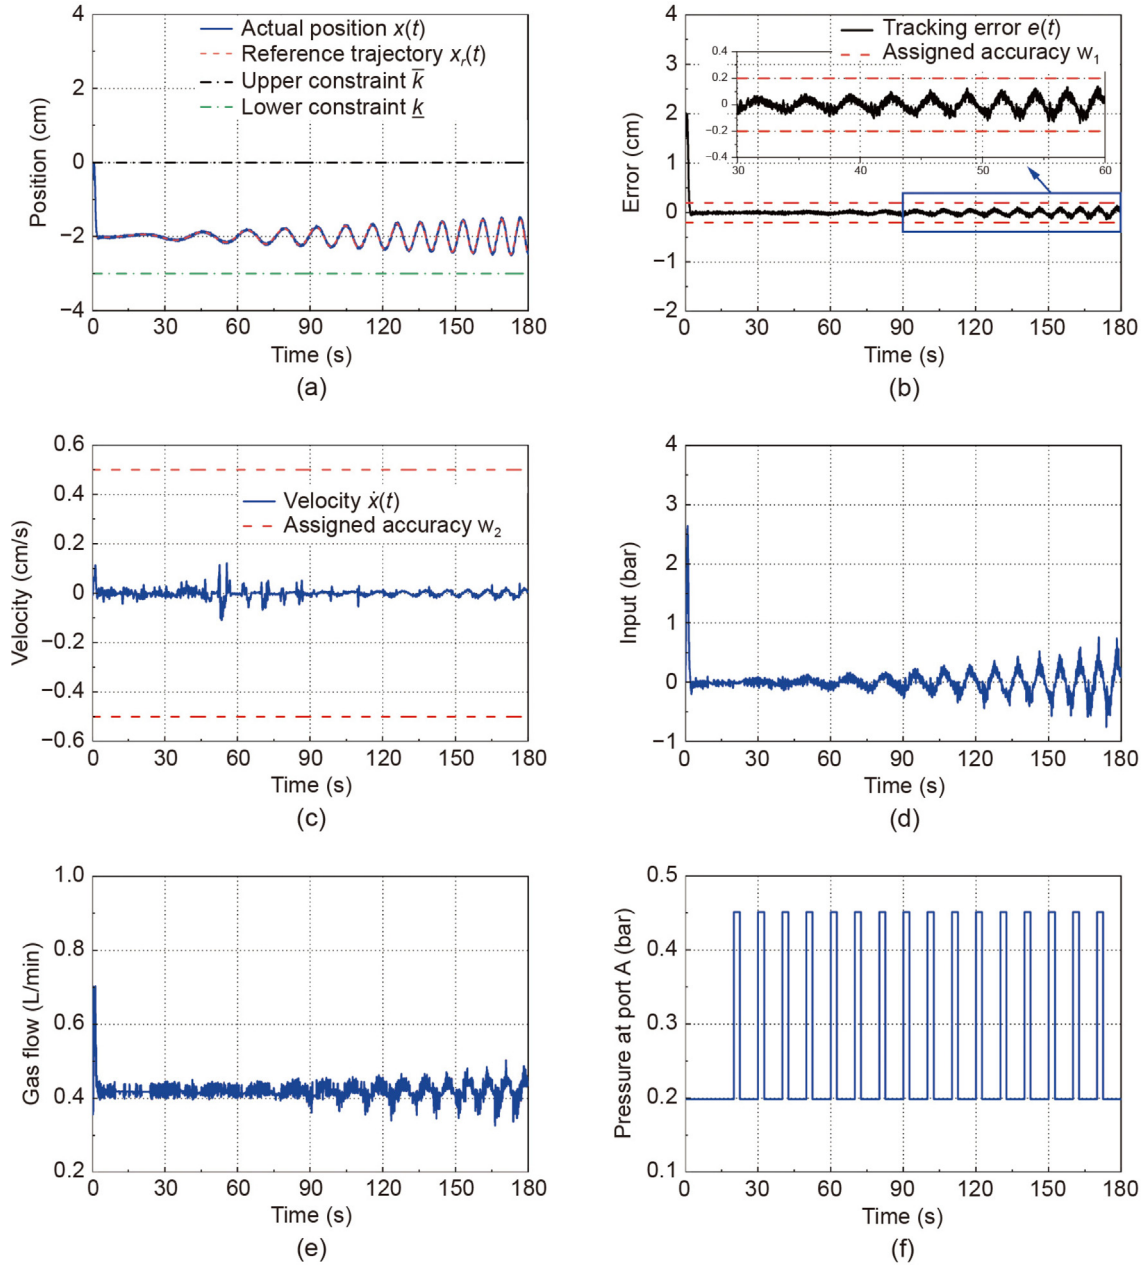 4
2
0
−2
−4
Position (cm)
Actual position x(t)
Reference trajectory xr(t)
Upper constraint k̅
Lower constraint k̲
0 30 60 90 120 150 180
Time (s)
(a)
4
3
2
1
0
−1
−2
Error (cm)
Tracking error e(t)
Assigned accuracy w1
0.4
0.2
0
−0.2
−0.4
30 40 50 60
0 30 60 90 120 150 180
Time (s)
(b)
0.6
0.4
0.2
0
−0.2
−0.4
−0.6
Velocity (cm/s)
Velocity ẋ(t)
Assigned accuracy w2
0 30 60 90 120 150 180
Time (s)
(c)
4
3
2
1
0
−1
Input (bar)
0 30 60 90 120 150 180
Time (s)
(d)
1.0
0.8
0.6
0.4
0.2
Gas flow (L/min)
0 30 60 90 120 150 180
Time (s)
(e)
0.5
0.4
0.3
0.2
0.1
Pressure at port A (bar)
0 30 60 90 120 150 180
Time (s)
(f)